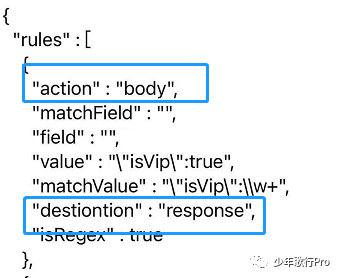 {
"rules" : [
{
"action" : "body",
"matchField" : "",
"field" : "",
"value" : "\"isVip\":true",
"matchValue" : "\"isVip\":\\w+",
"destiontion" : "response",
"isRegex" : true
},
少年歌行Pro